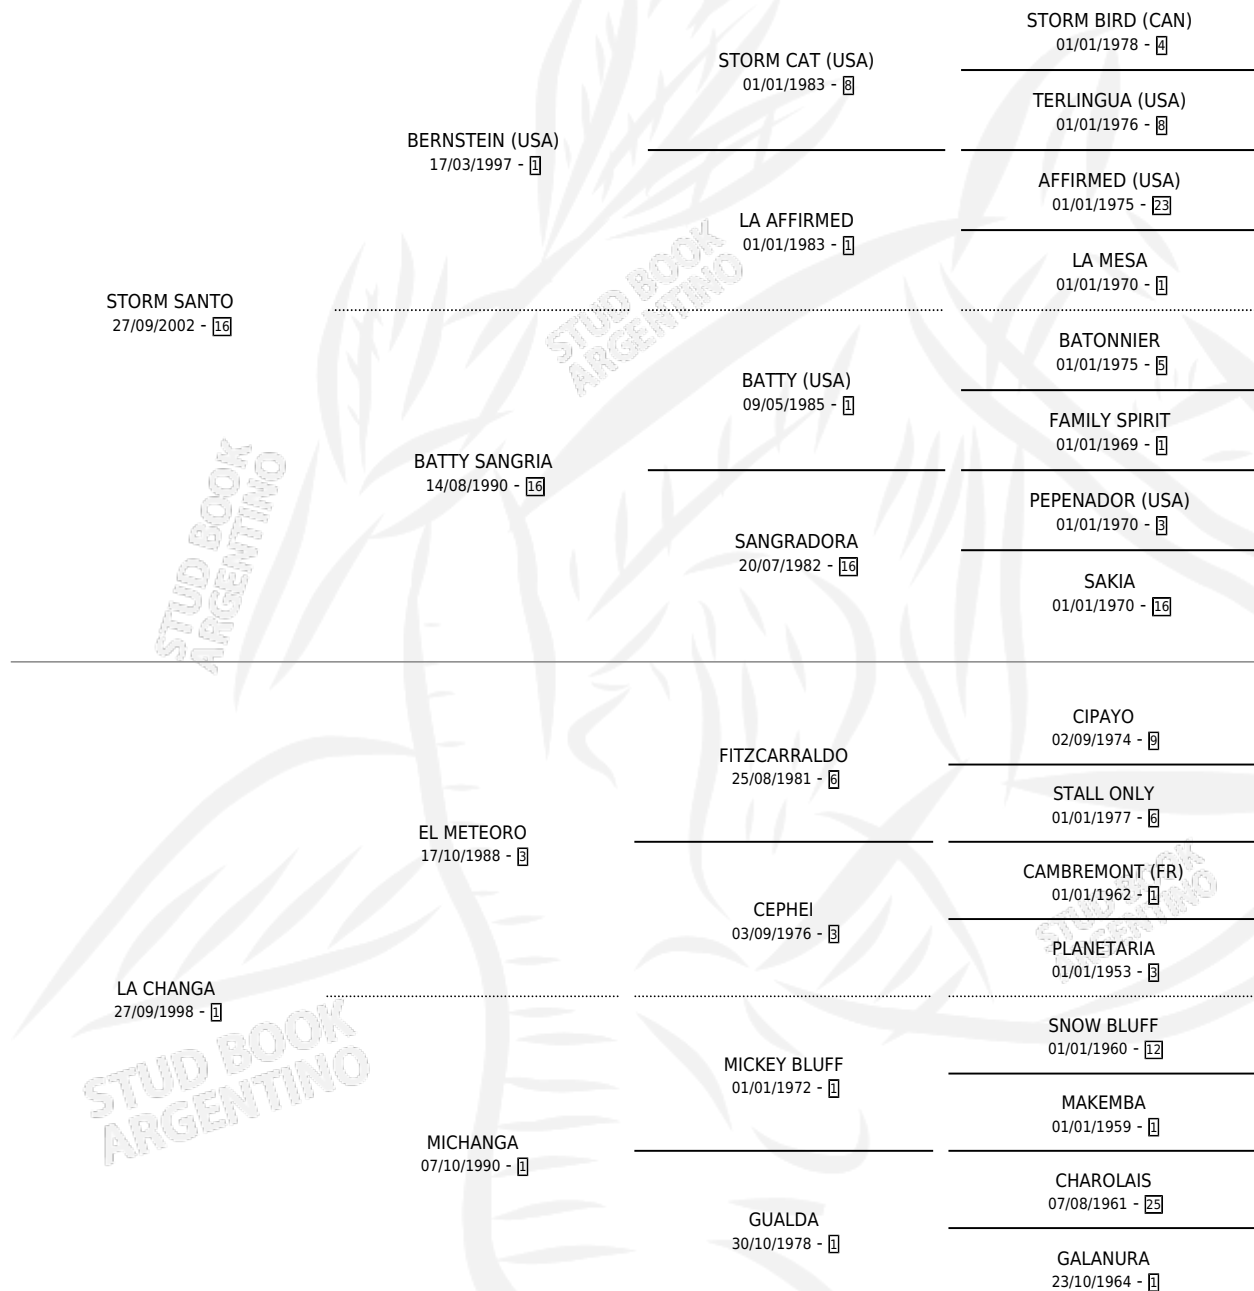 STORM BIRD (CAN)
01/01/1978 - 4
STORM CAT (USA)
01/01/1983 - 8
TERLINGUA (USA)
01/01/1976 - 8
BERNSTEIN (USA)
17/03/1997 - 1
AFFIRMED (USA)
01/01/1975 - 23
LA AFFIRMED
01/01/1983 - 1
LA MESA
01/01/1970 - 1
STORM SANTO
27/09/2002 - 16
BATONNIER
01/01/1975 - 5
BATTY (USA)
09/05/1985 - 1
FAMILY SPIRIT
01/01/1969 - 1
BATTY SANGRIA
14/08/1990 - 16
PEPENADOR (USA)
01/01/1970 - 3
SANGRADORA
20/07/1982 - 16
SAKIA
01/01/1970 - 16
STUD BOOK
ARGENTINO
STUD BOOK
ARGENTINO
CIPAYO
02/09/1974 - 9
FITZCARRALDO
25/08/1981 - 6
STALL ONLY
01/01/1977 - 6
EL METEORO
17/10/1988 - 3
CAMBREMONT (FR)
01/01/1962 - 1
CEPHEI
03/09/1976 - 3
PLANETARIA
01/01/1953 - 3
LA CHANGA
27/09/1998 - 1
SNOW BLUFF
01/01/1960 - 12
MICKEY BLUFF
01/01/1972 - 1
MAKEMBA
01/01/1959 - 1
MICHANGA
07/10/1990 - 1
CHAROLAIS
07/08/1961 - 25
GUALDA
30/10/1978 - 1
GALANURA
23/10/1964 - 1
STUD BOOK
ARGENTINO
STUD BOOK
ARGENTINO